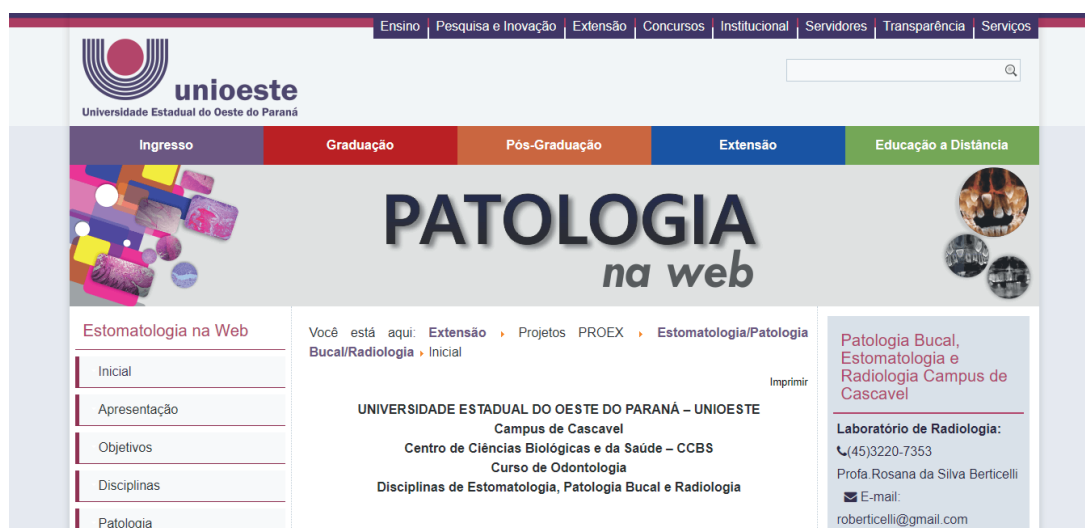 Ensino | Pesquisa e Inovação | Extensão | Concursos | Institucional | Servidores | Transparência | Serviços
unioeste
Universidade Estadual do Oeste do Paraná
Ingresso Graduação Pós-Graduação Extensão Educação a Distância
PATOLOGIA
na web
Estomatologia na Web
Inicial
Apresentação
Objetivos
Disciplinas
Patologia
Você está aqui: Extensão Projetos PROEX Estomatologia/Patologia
Bucal/Radiologia Inicial
Imprimir
UNIVERSIDADE ESTADUAL DO OESTE DO PARANÁ – UNIOESTE
Campus de Cascavel
Centro de Ciências Biológicas e da Saúde – CCBS
Curso de Odontologia
Disciplinas de Estomatologia, Patologia Bucal e Radiologia
Patologia Bucal,
Estomatologia e
Radiologia Campus de
Cascavel
Laboratório de Radiologia:
(45)3220-7353
Profa.Rosana da Silva Berticelli
E-mail:
roberticelli@gmail.com